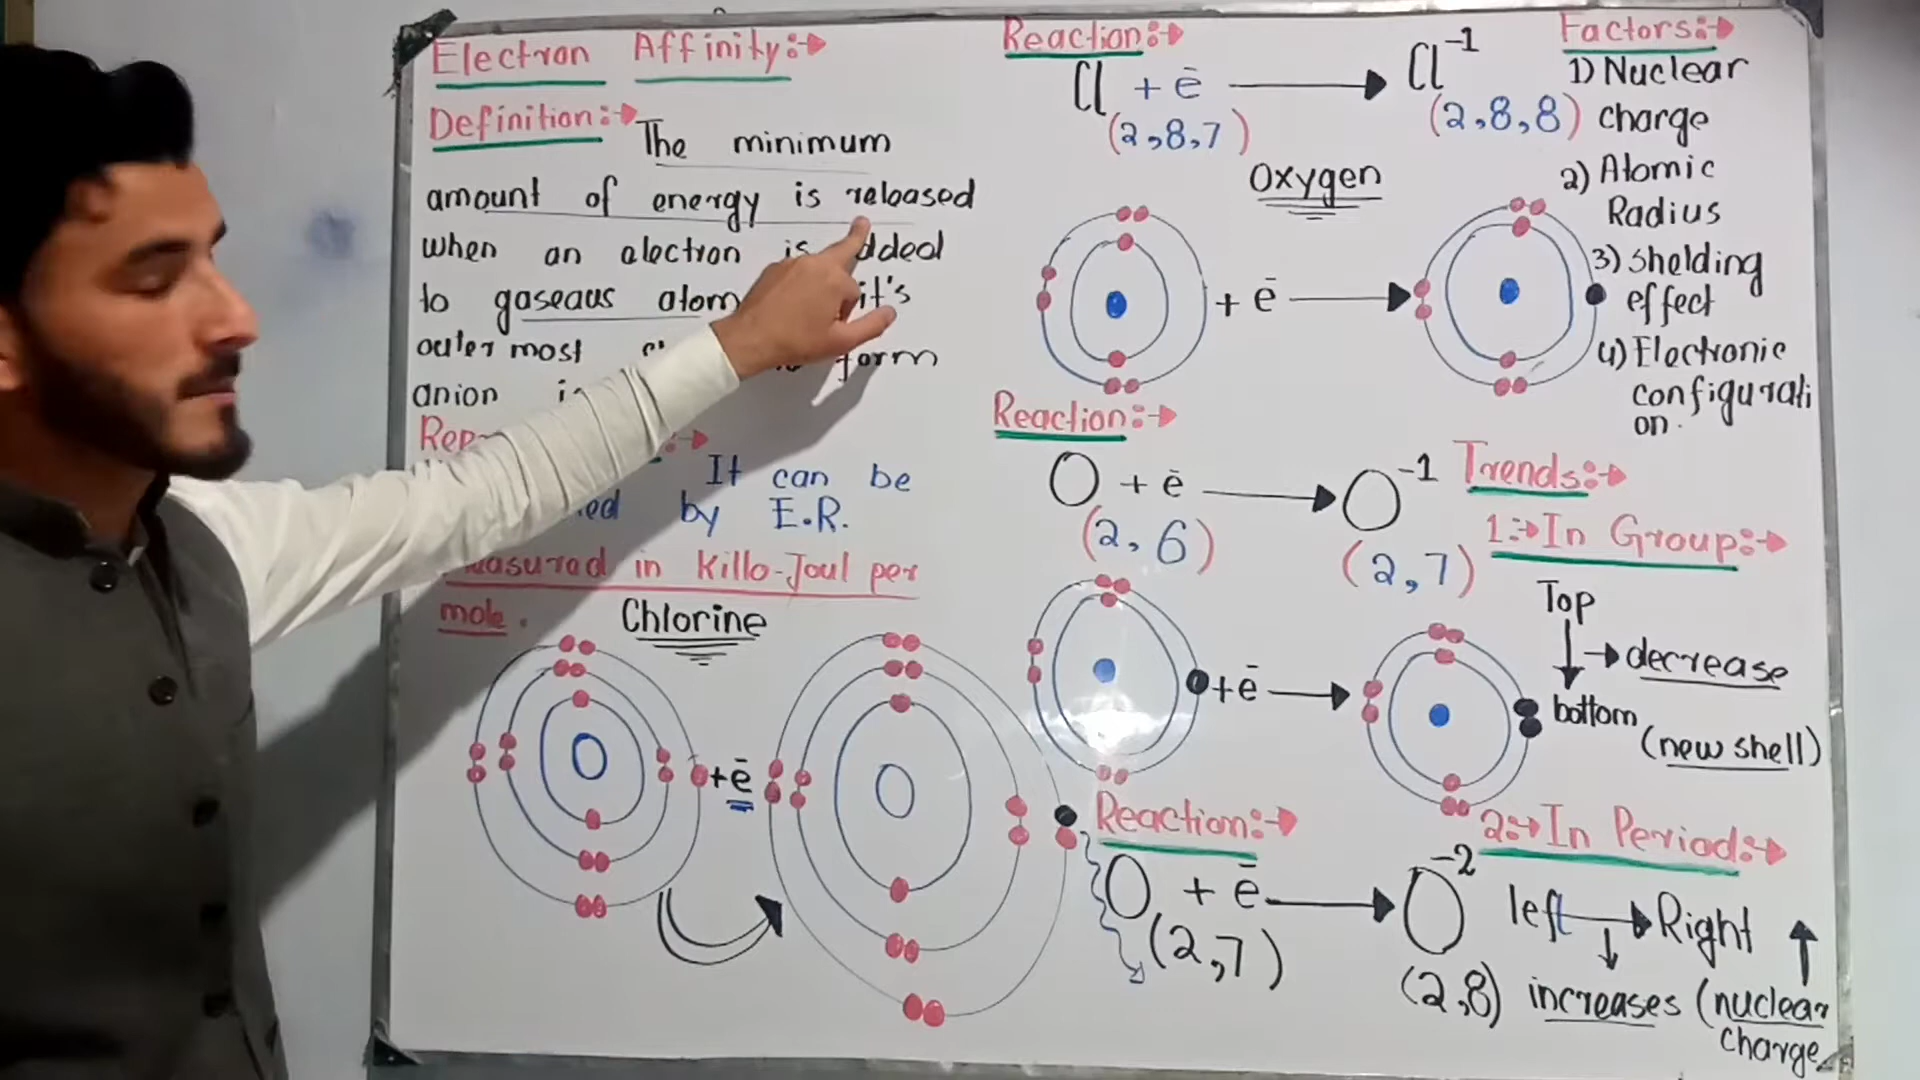 Electron Affinity:→
Definition:→ The minimum
amount of energy is released
when an electron is added
to gaseaus atom it's
outer most form
anion
It can be
by E.R.
in Killo-Joul per
mole.
Chlorine
+ē
Reaction:→
Cl + ē → Cl⁻¹
(2,8,7) (2,8,8)
Oxygen
+ ē
Reaction:→
O + ē → O⁻¹
(2,6) (2,7)
+ē
Reaction:→
O + ē → O⁻²
(2,7) (2,8)
Factors:→
1) Nuclear
charge
2) Atomic
Radius
3) Shelding
effect
4) Electronic
configurati
on.
Trends:→
1:→ In Group:→
Top
→ decrease
bottom
(new shell)
2:→ In Period:→
left → Right ↑
increases (nuclear
charge